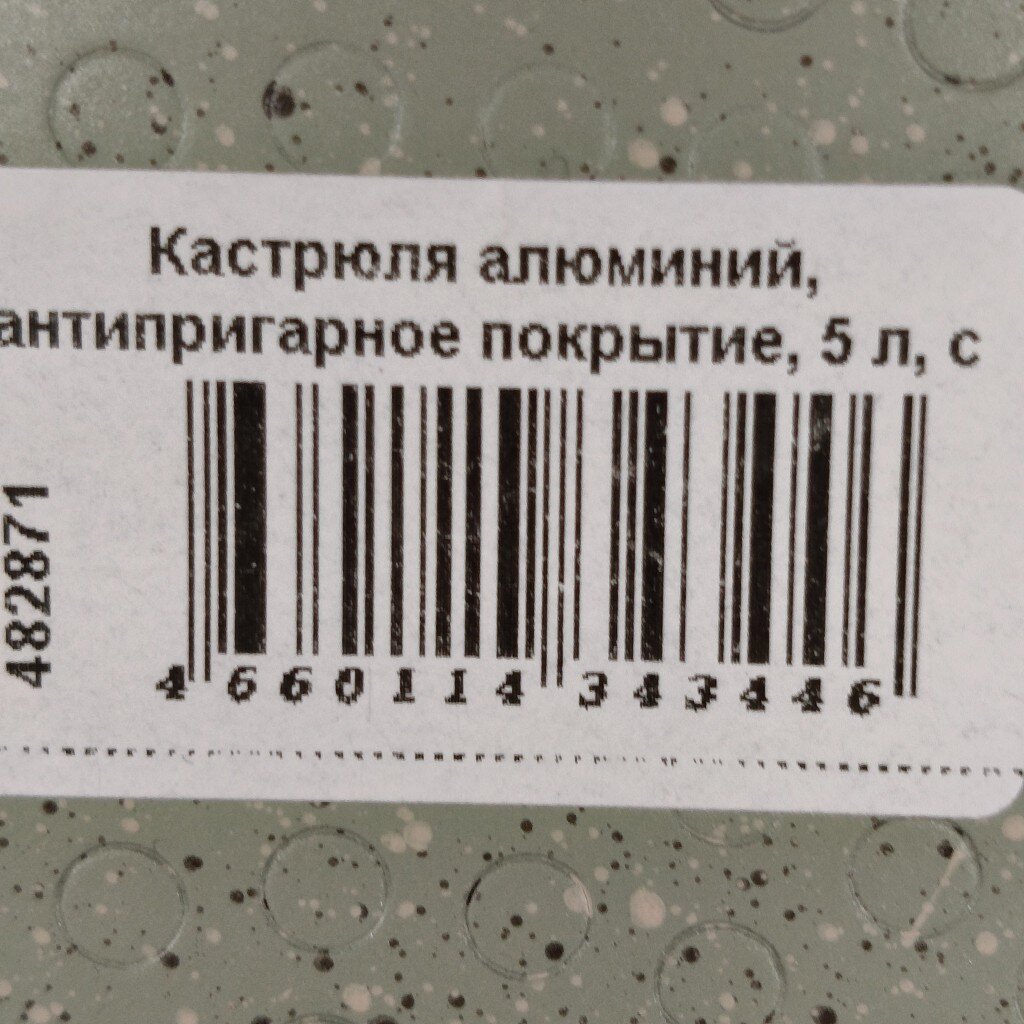 Кастрюля алюминий,
антипригарное покрытие, 5 л, с
482871
4 660114 343446